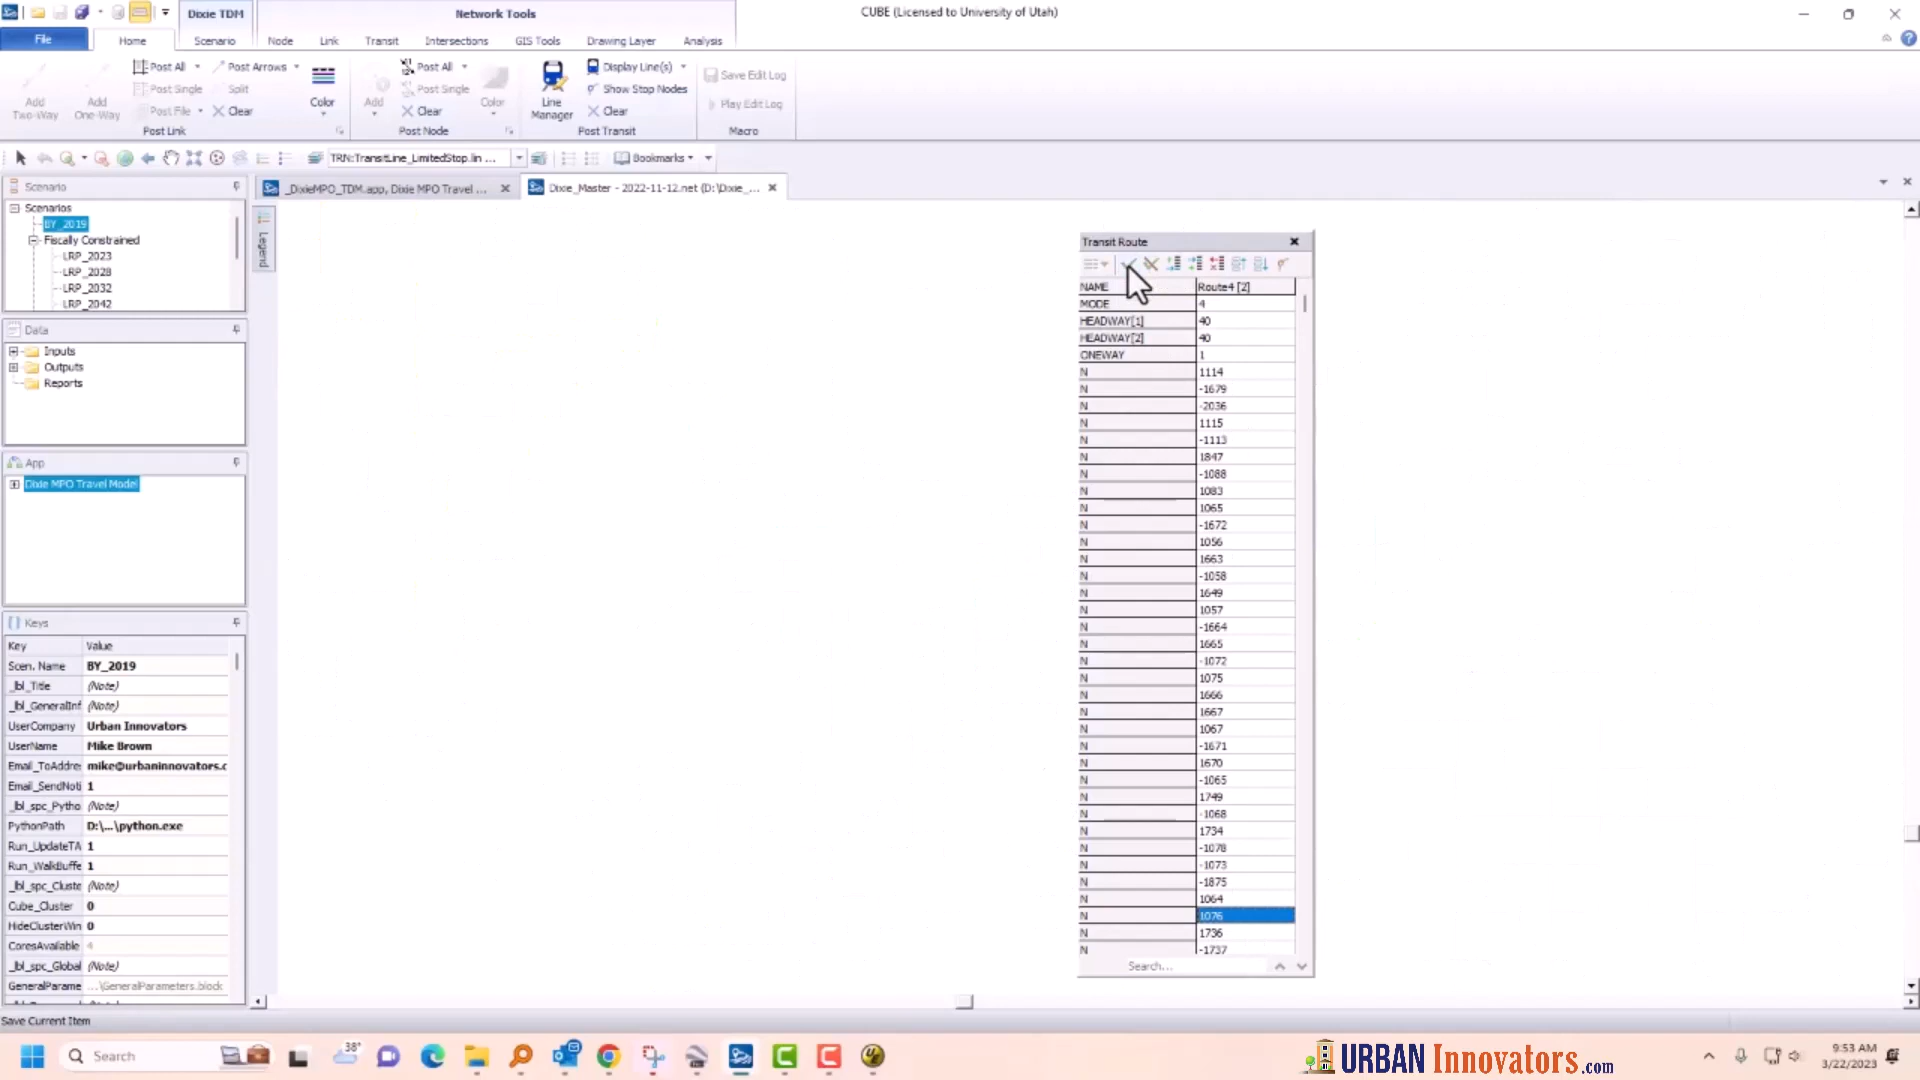 Dixie TDM
Network Tools
CUBE (Licensed to University of Utah)
File
Home
Scenario
Node
Link
Transit
Intersections
GIS Tools
Drawing Layer
Analysis
Add
Two-Way
Add
One-Way
Post All
Post Single
Post File
Post Arrows
Split
Clear
Color
Post Link
Add
Post All
Post Single
Clear
Color
Post Node
Line
Manager
Display Line(s)
Show Stop Nodes
Clear
Post Transit
Save Edit Log
Play Edit Log
Macro
TRN:TransitLine_LimitedStop.lin ...
Bookmarks
Scenario
Scenarios
BY_2019
Fiscally Constrained
LRP_2023
LRP_2028
LRP_2032
LRP_2042
_DixieMPO_TDM.app, Dixie MPO Travel ...
Dixie_Master - 2022-11-12.net (D:\Dixie_...
Legend
Data
Inputs
Outputs
Reports
App
Dixie MPO Travel Model
Keys
Key Value
Scen. Name BY_2019
_lbl_Title (Note)
_lbl_GeneralInf (Note)
UserCompany Urban Innovators
UserName Mike Brown
Email_ToAddre: mike@urbaninnovators.c
Email_SendNoti 1
_lbl_spc_Pytho (Note)
PythonPath D:\...\python.exe
Run_UpdateTA 1
Run_WalkBuffe 1
_lbl_spc_Cluste (Note)
Cube_Cluster 0
HideClusterWin 0
CoresAvailable 4
_lbl_spc_Global (Note)
GeneralParame ...\GeneralParameters.block
Transit Route
NAME Route4 [2]
MODE 4
HEADWAY[1] 40
HEADWAY[2] 40
ONEWAY 1
N 1114
N -1679
N -2036
N 1115
N -1113
N 1847
N -1088
N 1083
N 1065
N -1672
N 1056
N 1663
N -1058
N 1649
N 1057
N -1664
N 1665
N -1072
N 1075
N 1666
N 1667
N 1067
N -1671
N 1670
N -1065
N 1749
N -1068
N 1734
N -1078
N -1073
N -1875
N 1064
N 1076
N 1736
N -1737
Search...
Save Current Item
Search
38°
URBAN Innovators.com
9:53 AM
3/22/2023